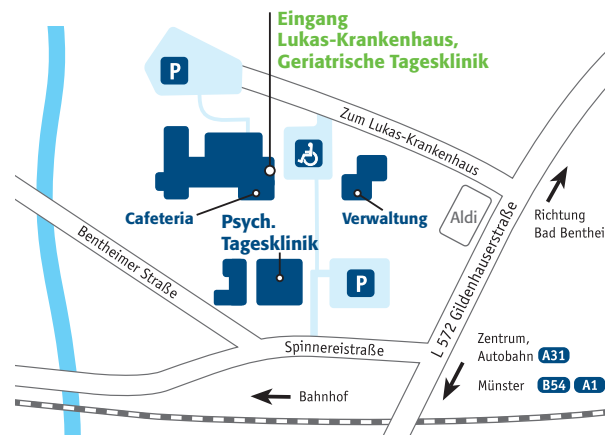 Eingang
Lukas-Krankenhaus,
Geriatrische Tagesklinik
P
Zum Lukas-Krankenhaus
Cafeteria
Psych.
Tagesklinik
Verwaltung
Aldi
Richtung
Bad Benthei
Bentheimer Straße
P
L 572 Gildenhauserstraße
Spinnereistraße
Zentrum,
Autobahn A31
Münster B54 A1
Bahnhof